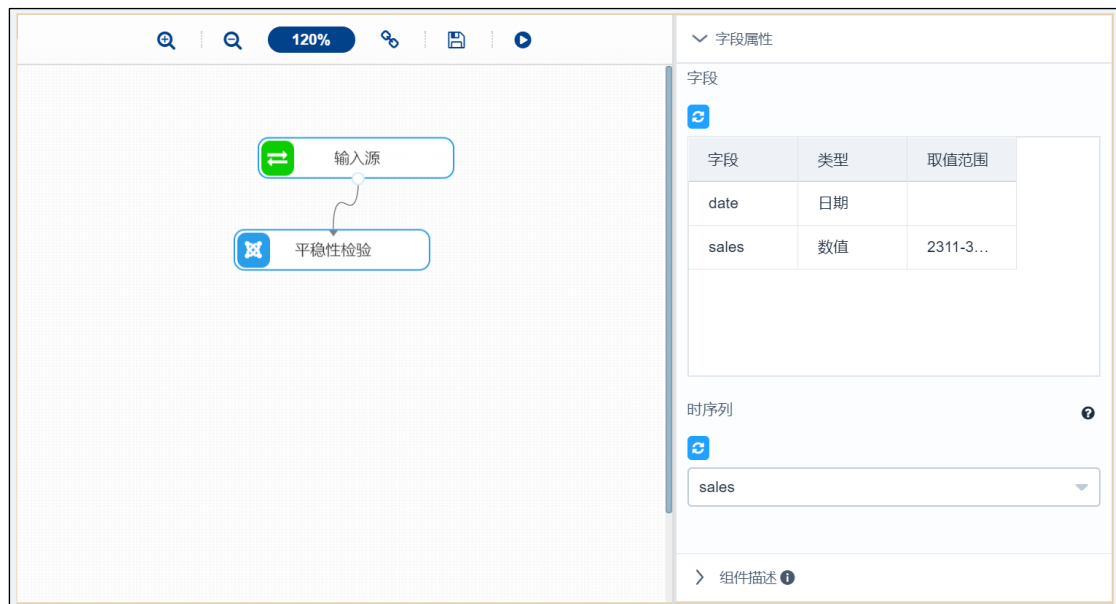 120%
输入源
平稳性检验
字段属性
字段
字段 类型 取值范围
date 日期
sales 数值 2311-3...
时序列
sales
组件描述